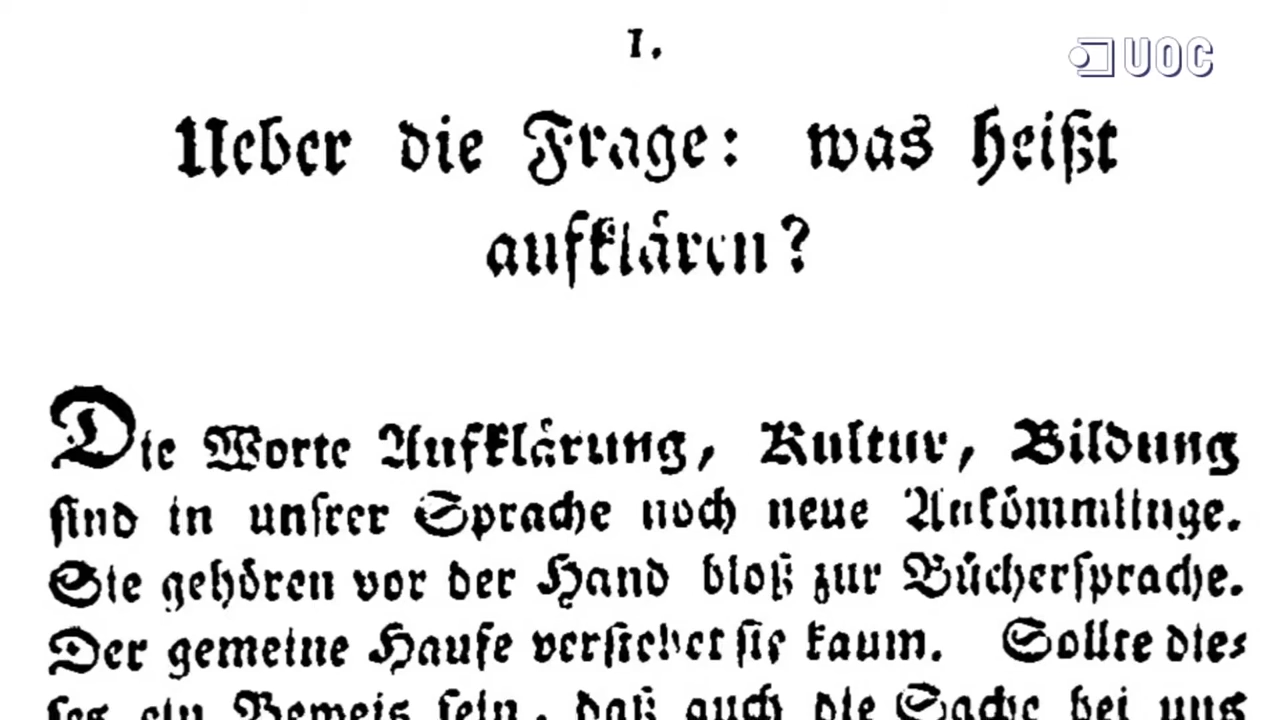 1.
UOC
Ueber die Frage: was heißt
aufklären?
Die Worte Aufklärung, Kultur, Bildung
sind in unsrer Sprache noch neue Ankömmlinge.
Sie gehören vor der Hand bloß zur Büchersprache.
Der gemeine Haufe verstehet sie kaum. Sollte die-
ses ein Beweis sein, daß auch die Sache bei uns